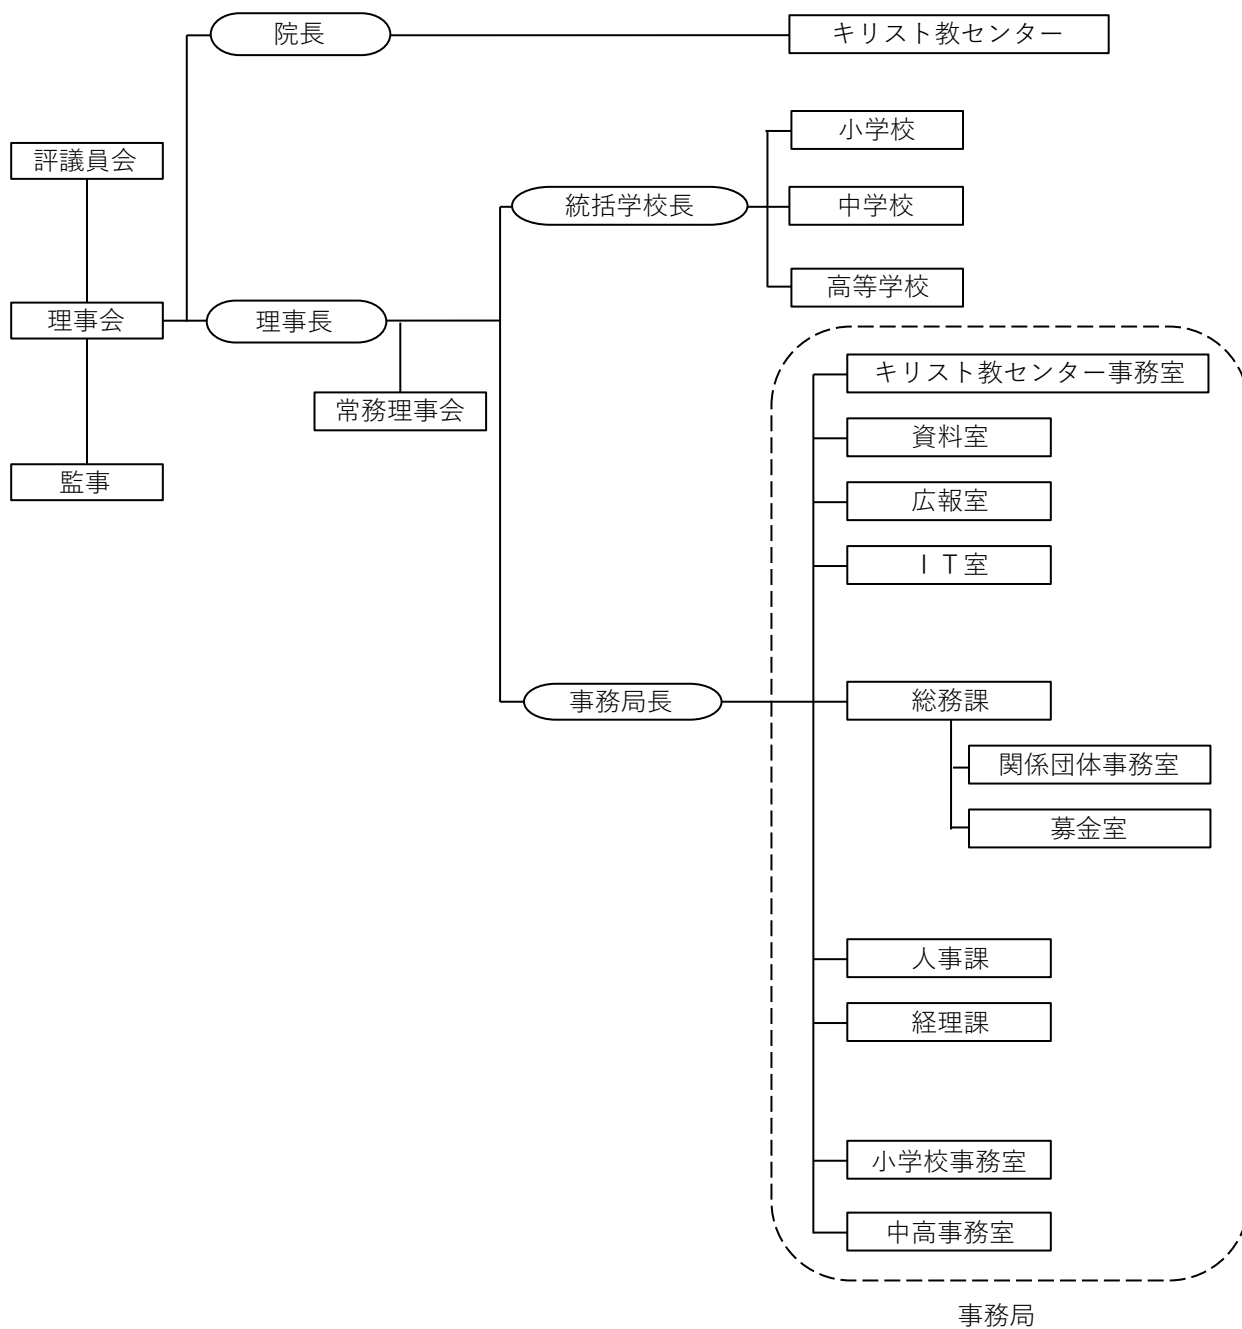 院長
キリスト教センター
小学校
評議員会
統括学校長
中学校
高等学校
理事会
理事長
キリスト教センター事務室
常務理事会
資料室
監事
広報室
ＩＴ室
事務局長
総務課
関係団体事務室
募金室
人事課
経理課
小学校事務室
中高事務室
事務局